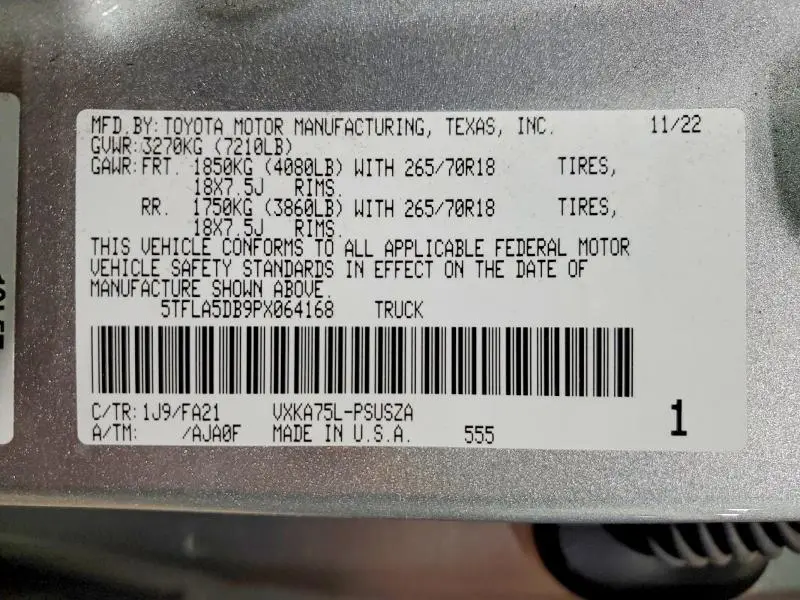 MFD.BY:TOYOTA MOTOR MANUFACTURING, TEXAS, INC. 11/22
GVWR:3270KG (7210LB)
GAWR:FRT. 1850KG (4080LB) WITH 265/70R18 TIRES,
18X7.5J RIMS.
RR. 1750KG (3860LB) WITH 265/70R18 TIRES,
18X7.5J RIMS.
THIS VEHICLE CONFORMS TO ALL APPLICABLE FEDERAL MOTOR
VEHICLE SAFETY STANDARDS IN EFFECT ON THE DATE OF
MANUFACTURE SHOWN ABOVE.
5TFLA5DB9PX064168 TRUCK
C/TR:1J9/FA21 VXKA75L-PSUSZA
A/TM: /AJA0F MADE IN U.S.A. 555 1